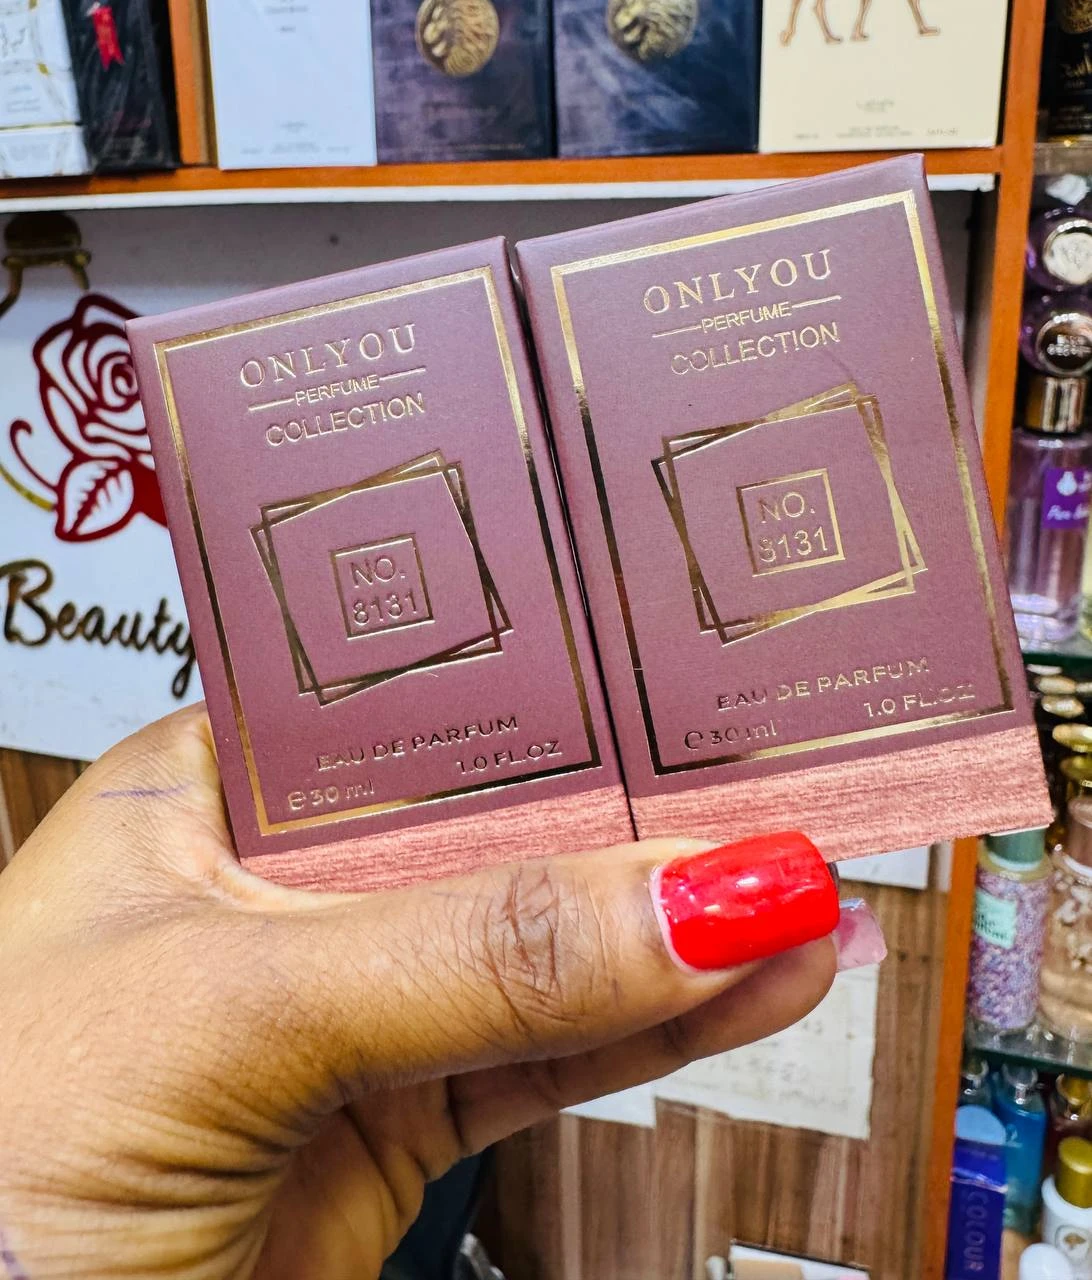 ONLYOU
PERFUME
COLLECTION
NO.
8131
EAU DE PARFUM
℮30 ml 1.0 FL.OZ
ONLYOU
PERFUME
COLLECTION
NO.
8131
EAU DE PARFUM
℮30 ml 1.0 FL.OZ
Beauty
COLOUR